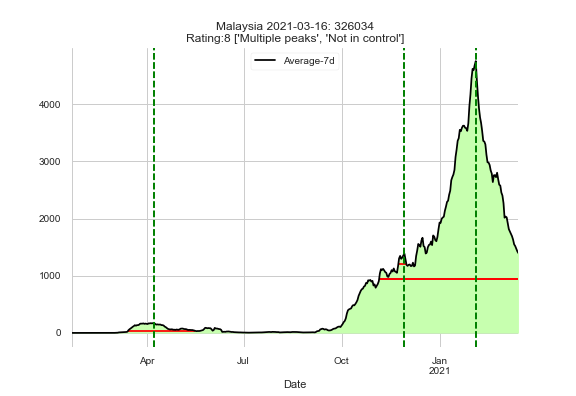 Malaysia 2021-03-16: 326034
Rating:8 ['Multiple peaks', 'Not in control']
Average-7d
4000
3000
2000
1000
0
Apr
Jul
Oct
Jan
2021
Date